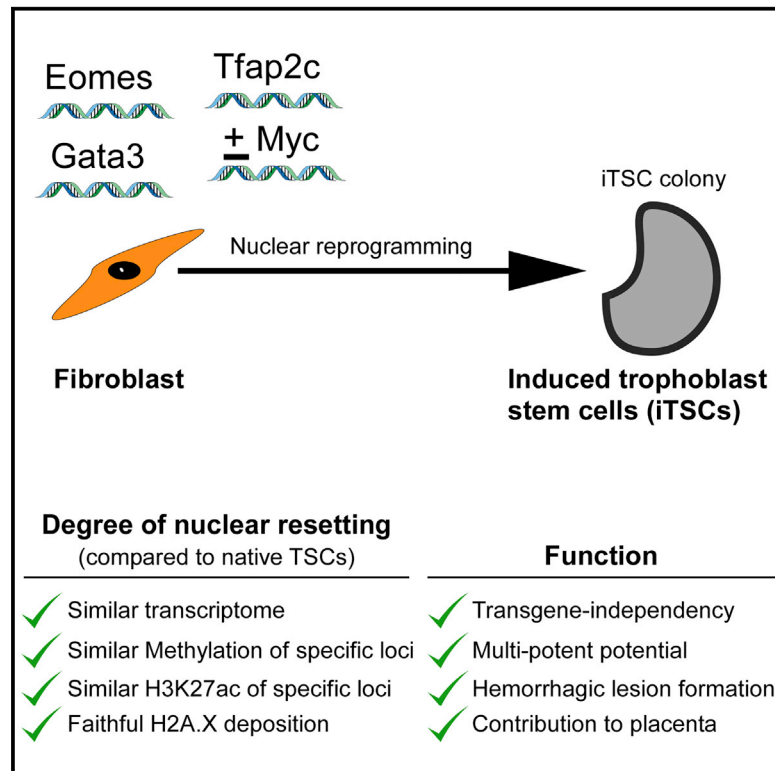 Eomes
Tfap2c
Gata3
± Myc
iTSC colony
Nuclear reprogramming
Fibroblast
Induced trophoblast
stem cells (iTSCs)
Degree of nuclear resetting
(compared to native TSCs)
✓ Similar transcriptome
✓ Similar Methylation of specific loci
✓ Similar H3K27ac of specific loci
✓ Faithful H2A.X deposition
Function
✓ Transgene-independency
✓ Multi-potent potential
✓ Hemorrhagic lesion formation
✓ Contribution to placenta